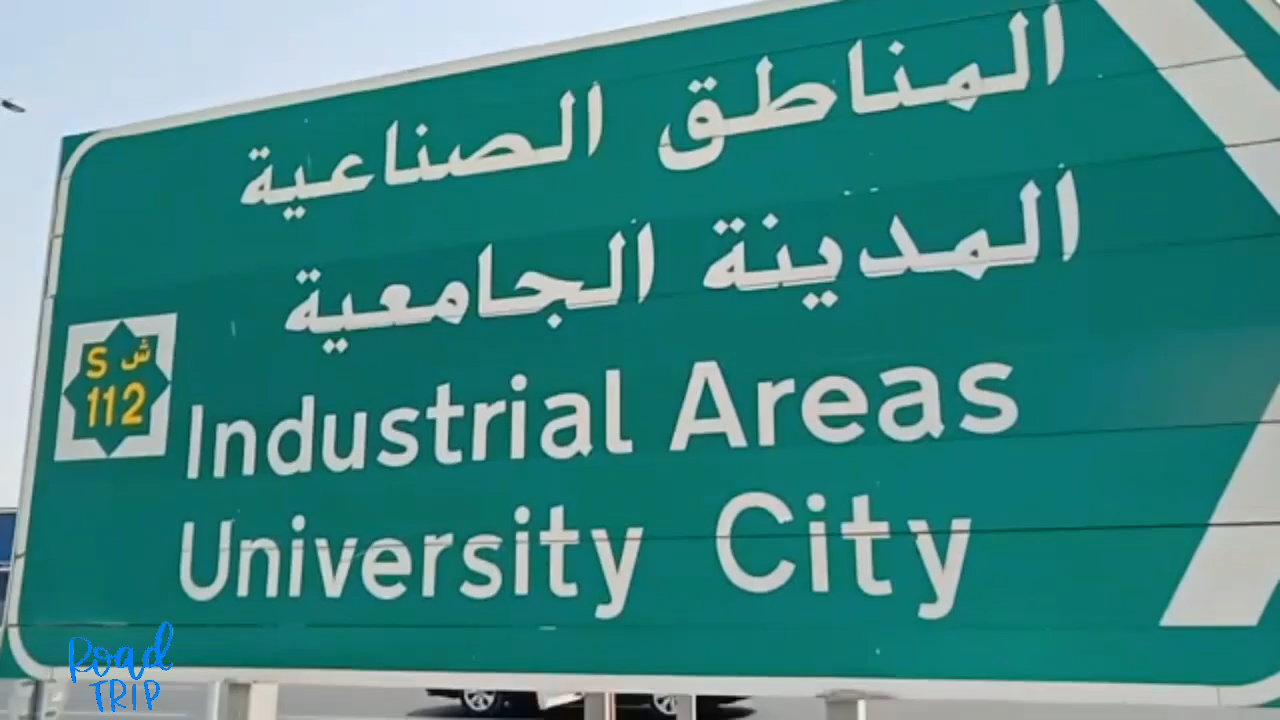 المناطق الصناعية
المدينة الجامعية
S ش
112
Industrial Areas
University City
Road
TRIP